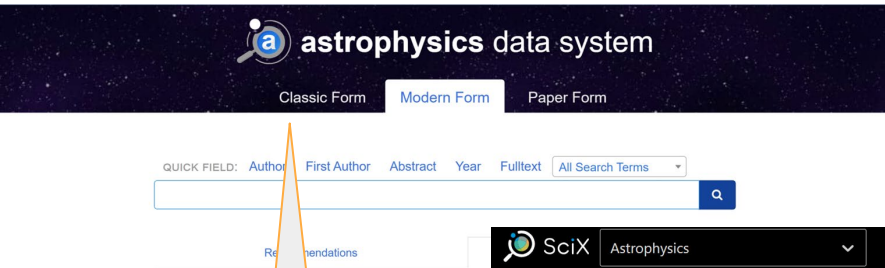 a astrophysics data system
Classic Form Modern Form Paper Form
QUICK FIELD: Author First Author Abstract Year Fulltext All Search Terms
SciX Astrophysics